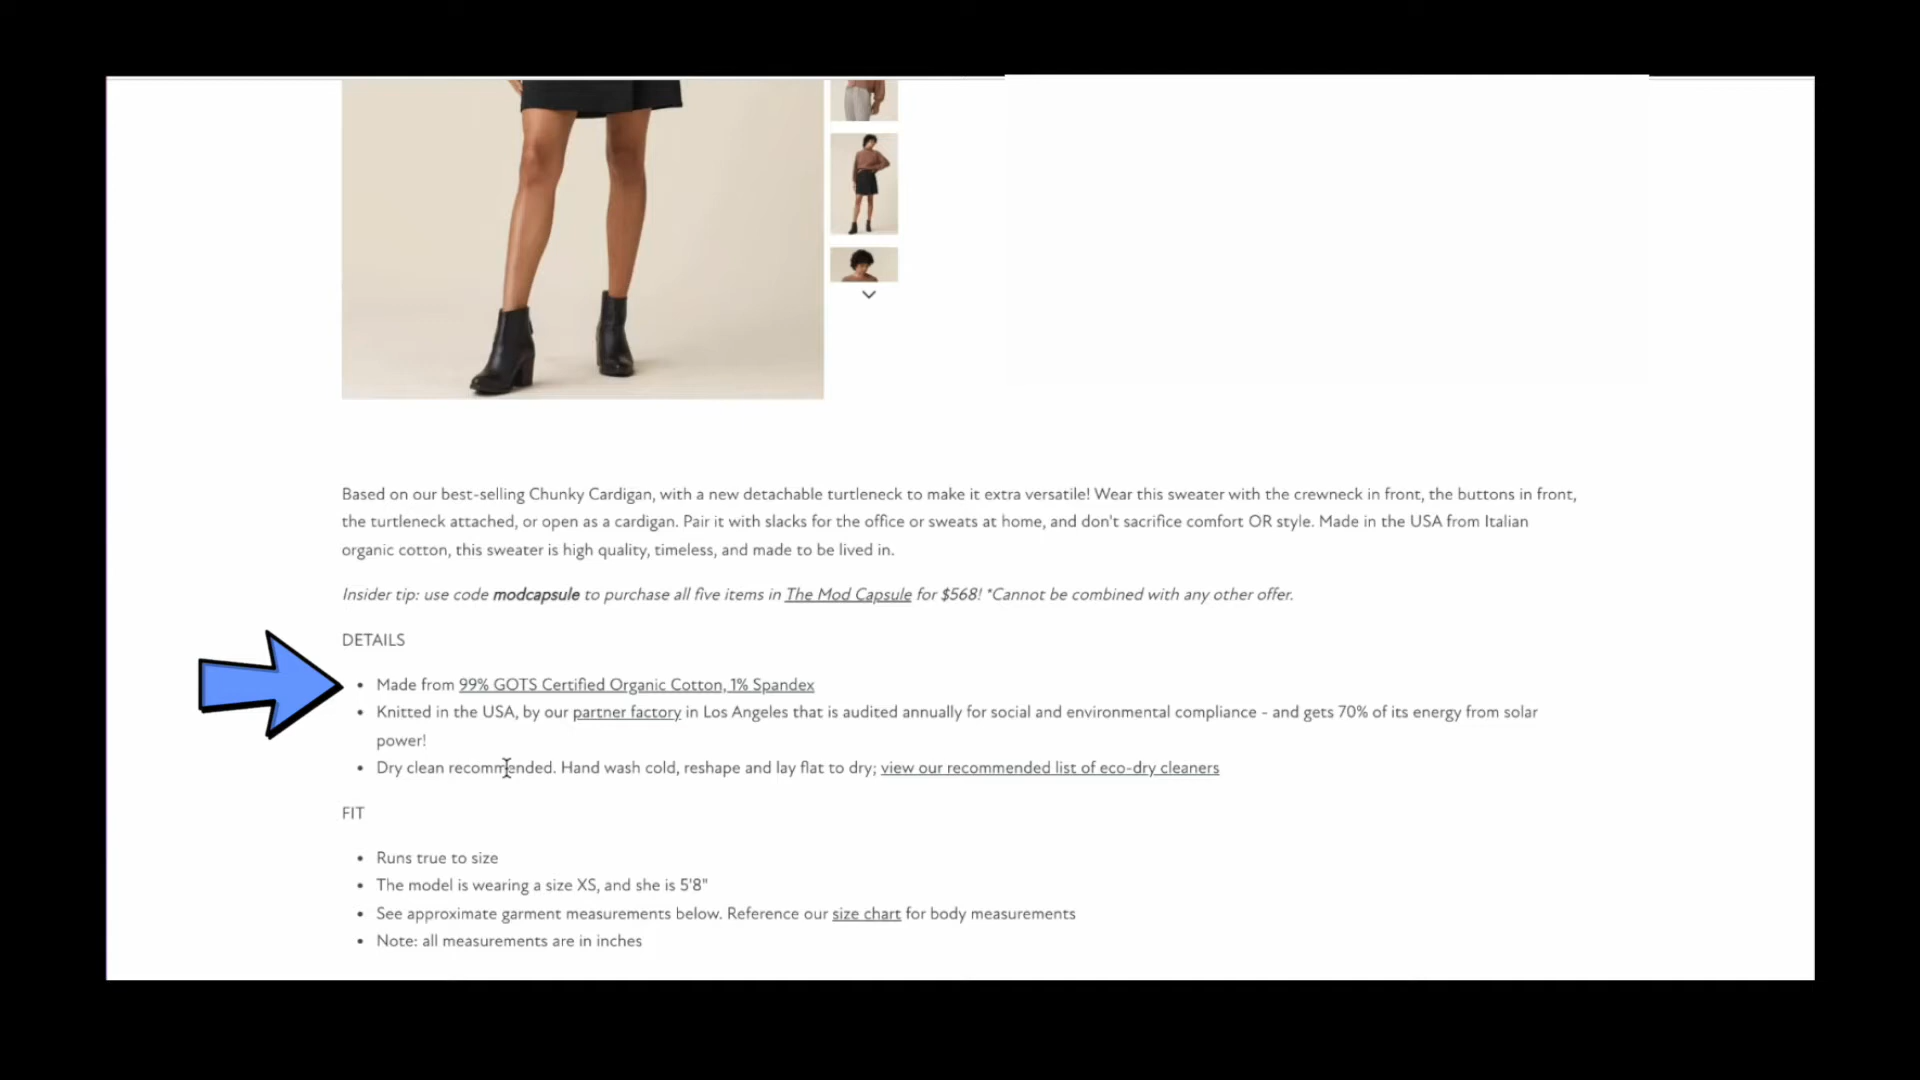 Based on our best-selling Chunky Cardigan, with a new detachable turtleneck to make it extra versatile! Wear this sweater with the crewneck in front, the buttons in front,
the turtleneck attached, or open as a cardigan. Pair it with slacks for the office or sweats at home, and don't sacrifice comfort OR style. Made in the USA from Italian
organic cotton, this sweater is high quality, timeless, and made to be lived in.
Insider tip: use code modcapsule to purchase all five items in The Mod Capsule for $568! *Cannot be combined with any other offer.
DETAILS
• Made from 99% GOTS Certified Organic Cotton, 1% Spandex
• Knitted in the USA, by our partner factory in Los Angeles that is audited annually for social and environmental compliance - and gets 70% of its energy from solar
power!
• Dry clean recommended. Hand wash cold, reshape and lay flat to dry; view our recommended list of eco-dry cleaners
FIT
• Runs true to size
• The model is wearing a size XS, and she is 5'8"
• See approximate garment measurements below. Reference our size chart for body measurements
• Note: all measurements are in inches